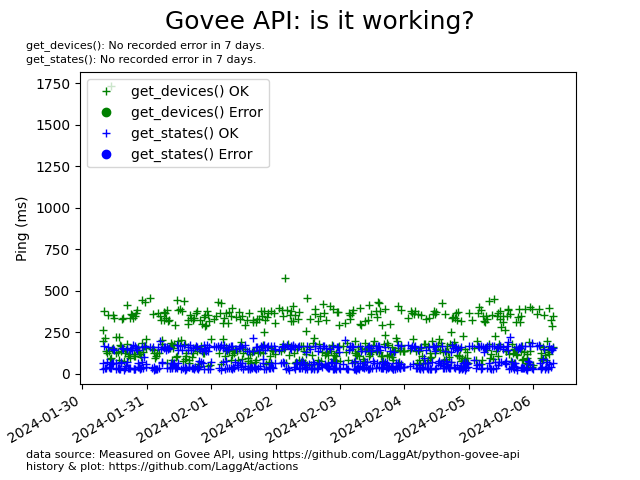 Govee API: is it working?
get_devices(): No recorded error in 7 days.
get_states(): No recorded error in 7 days.
get_devices() OK
get_devices() Error
get_states() OK
get_states() Error
Ping (ms)
1750
1500
1250
1000
750
500
250
0
2024-01-30
2024-01-31
2024-02-01
2024-02-02
2024-02-03
2024-02-04
2024-02-05
2024-02-06
data source: Measured on Govee API, using https://github.com/LaggAt/python-govee-api
history & plot: https://github.com/LaggAt/actions